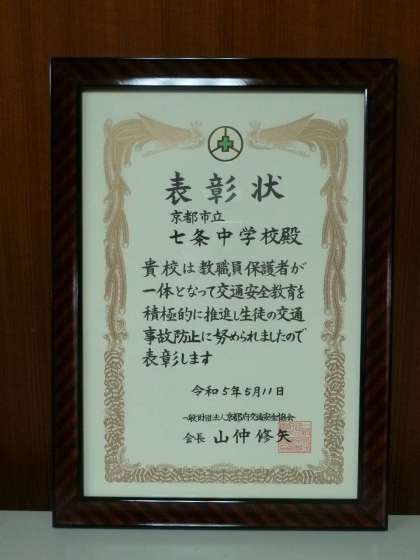 表彰状
京都市立
七条中学校殿
貴校は教職員保護者が
一体となって交通安全教育を
積極的に推進し生徒の交通
事故防止に努められましたので
表彰します
令和5年5月11日
一般財団法人京都府交通安全協会
会長 山仲修矢